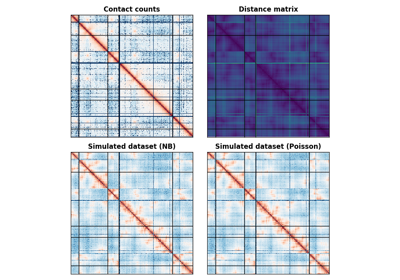 Contact counts
Distance matrix
Simulated dataset (NB)
Simulated dataset (Poisson)